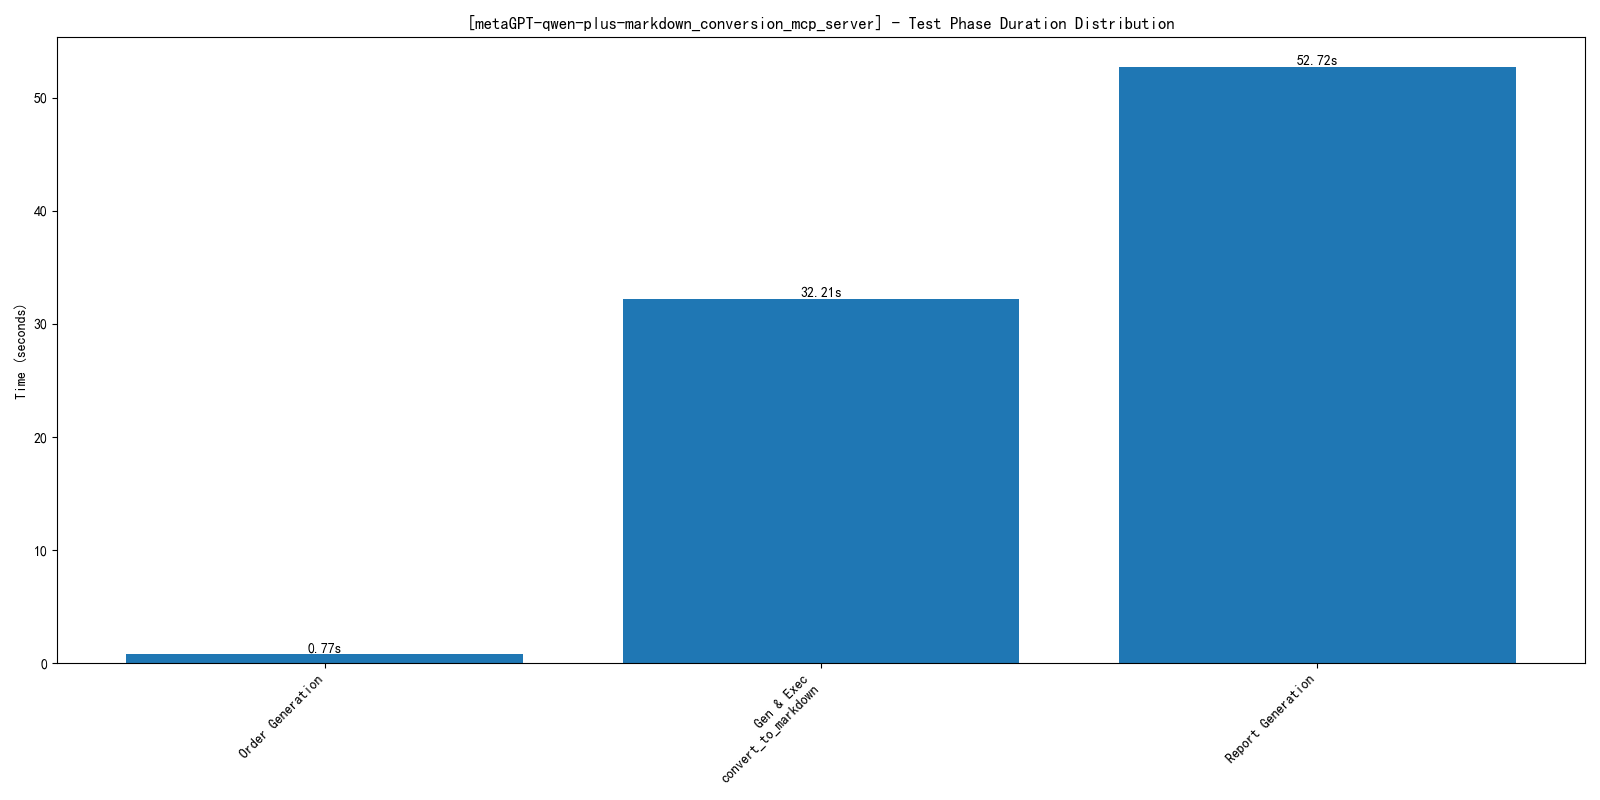 [metaGPT-qwen-plus-markdown_conversion_mcp_server] - Test Phase Duration Distribution
Time (seconds)
50
40
30
20
10
0
0.77s
32.21s
52.72s
Order Generation
Gen & Exec
convert_to_markdown
Report Generation